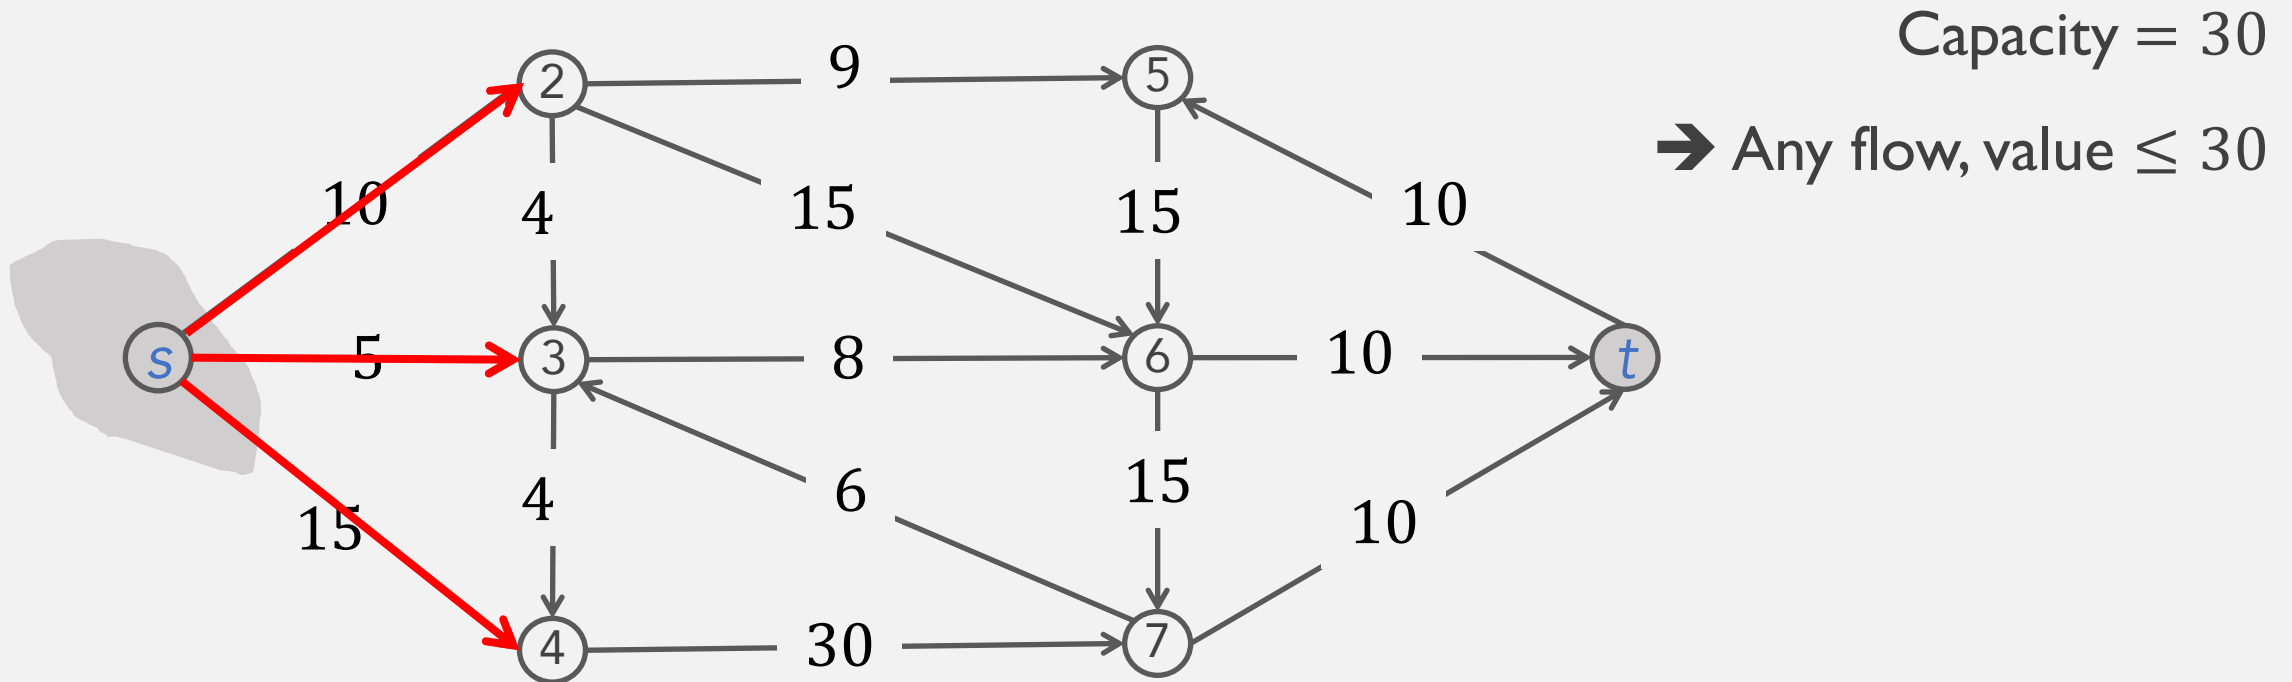 Capacity = 30
➔ Any flow, value ≤ 30
2 9 5
10 4 15 15 10
s 5 3 8 6 10 t
15 4 6 15 10
4 30 7